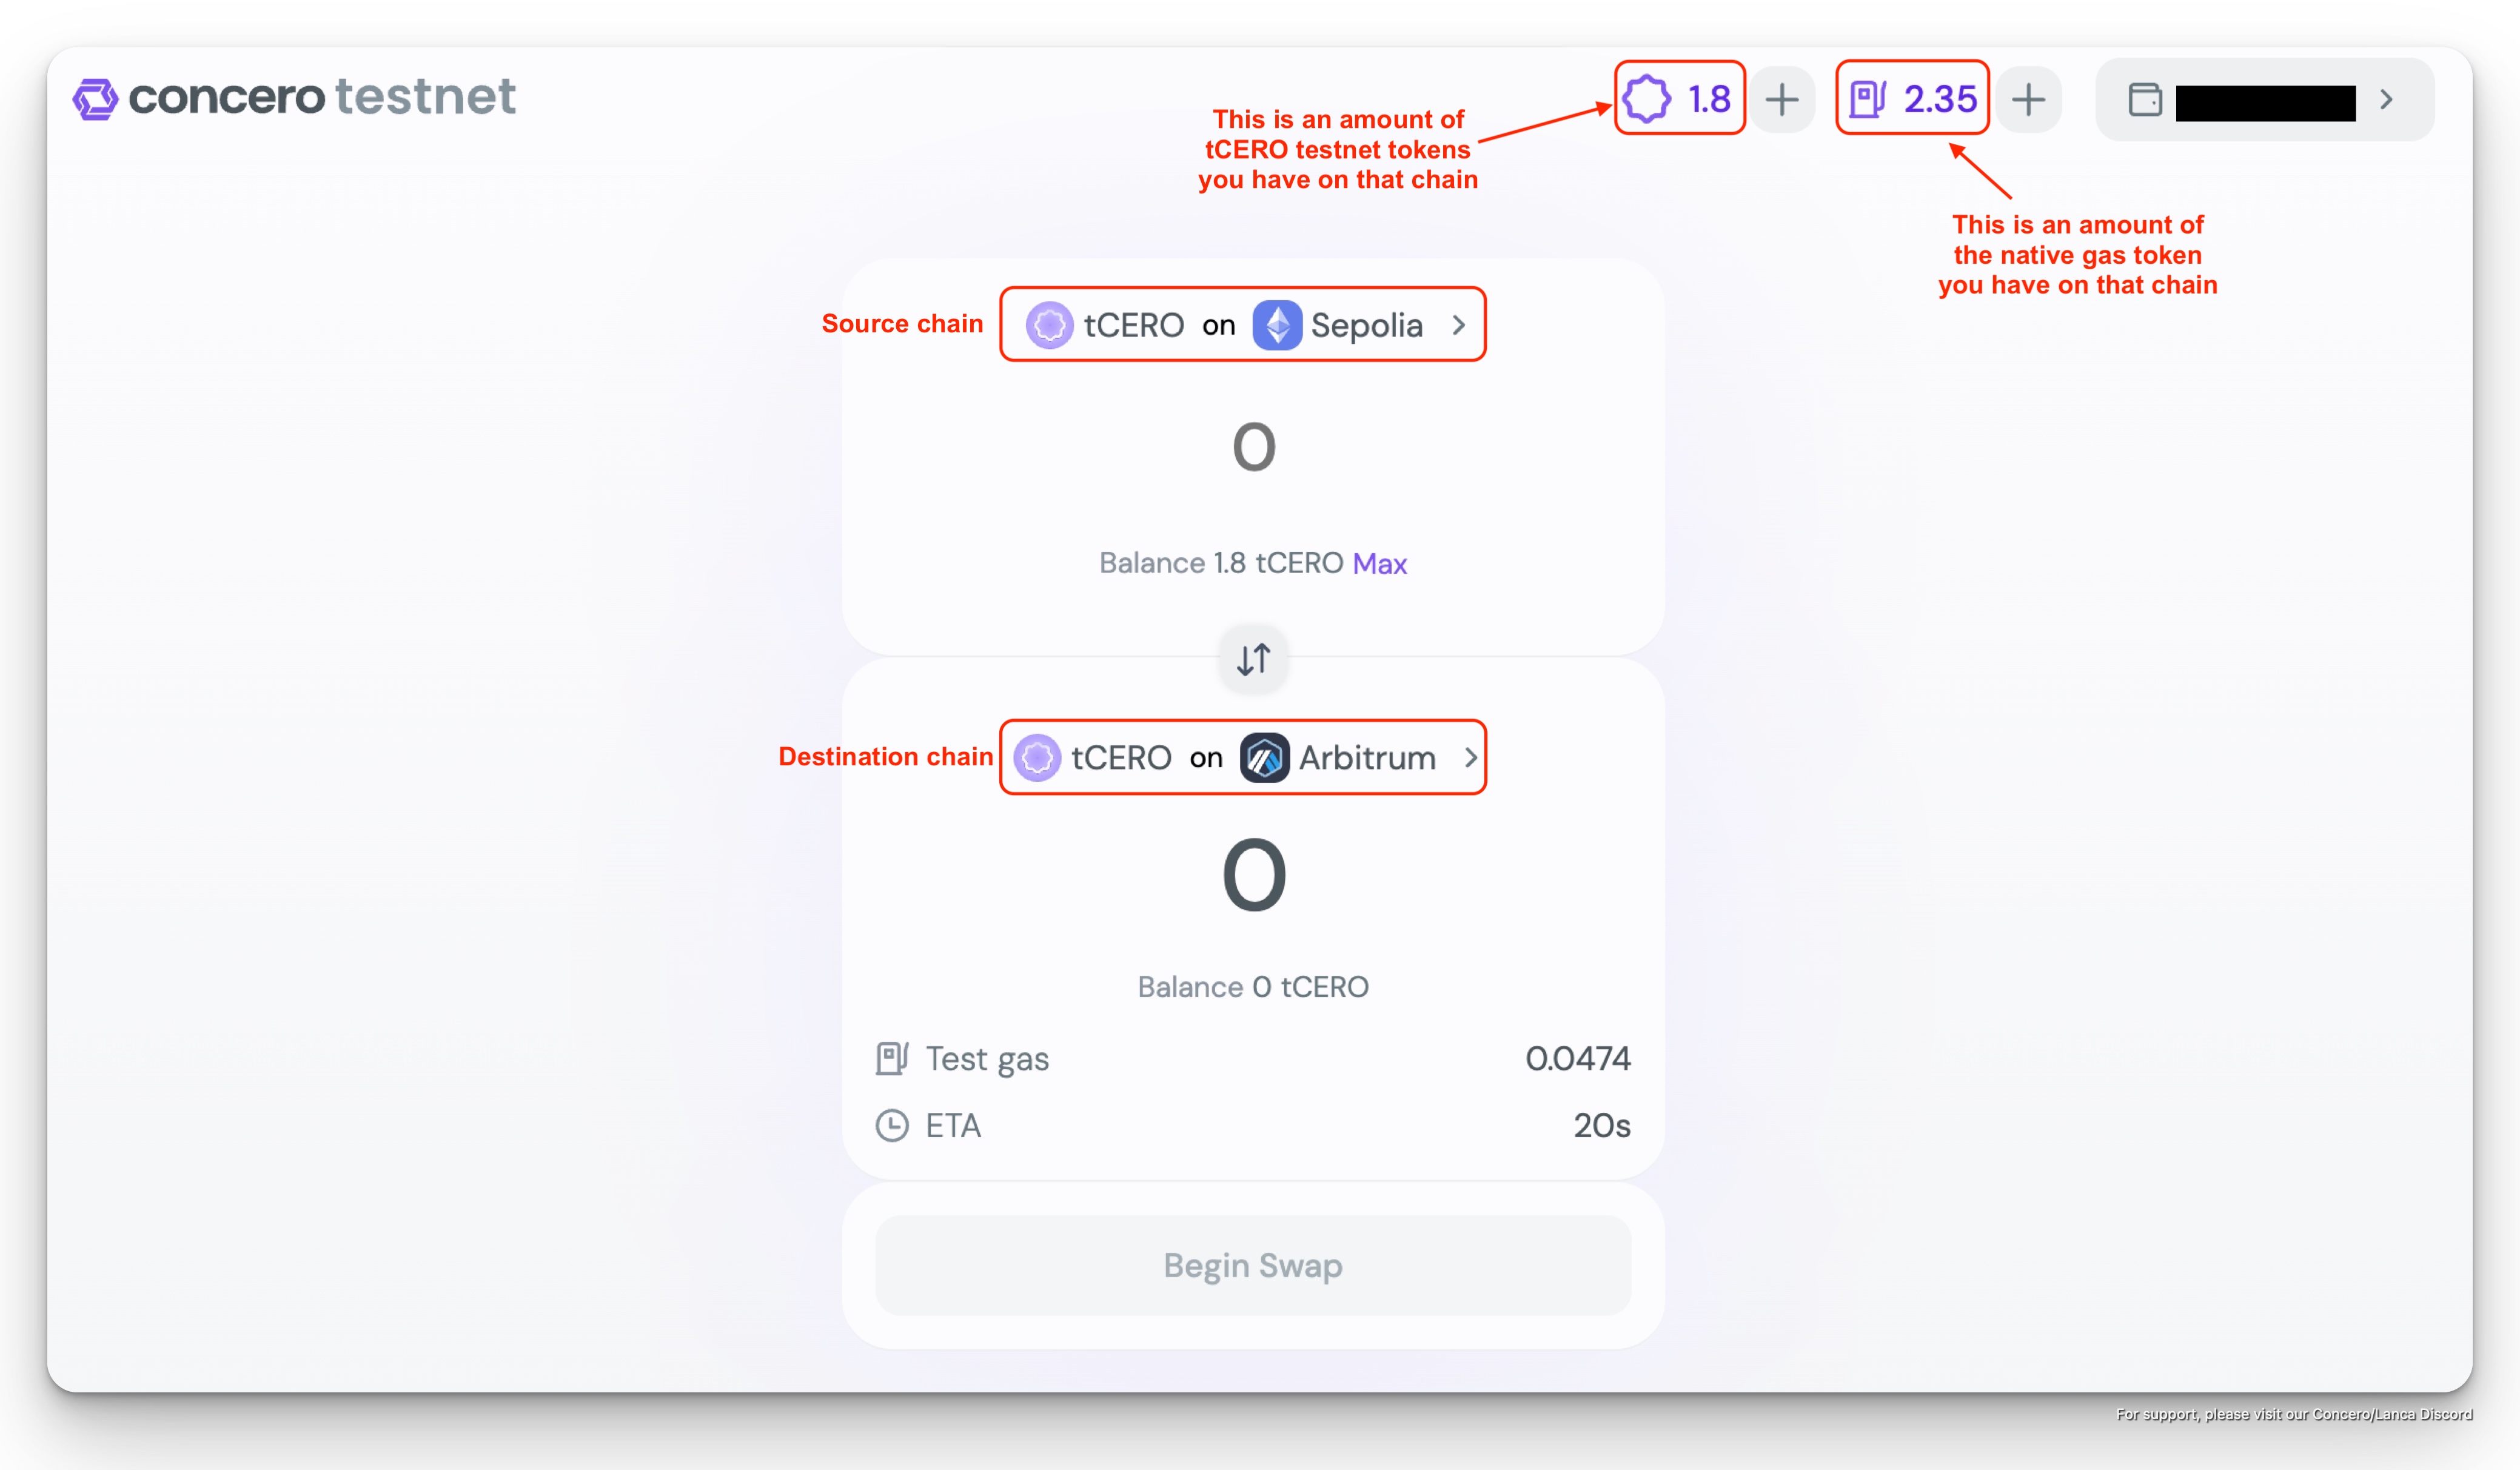 concero testnet
1.8
2.35
This is an amount of
tCERO testnet tokens
you have on that chain
This is an amount of
the native gas token
you have on that chain
Source chain
tCERO on Sepolia
0
Balance 1.8 tCERO Max
Destination chain
tCERO on Arbitrum
0
Balance 0 tCERO
Test gas 0.0474
ETA 20s
Begin Swap
For support, please visit our Concero/Lanca Discord